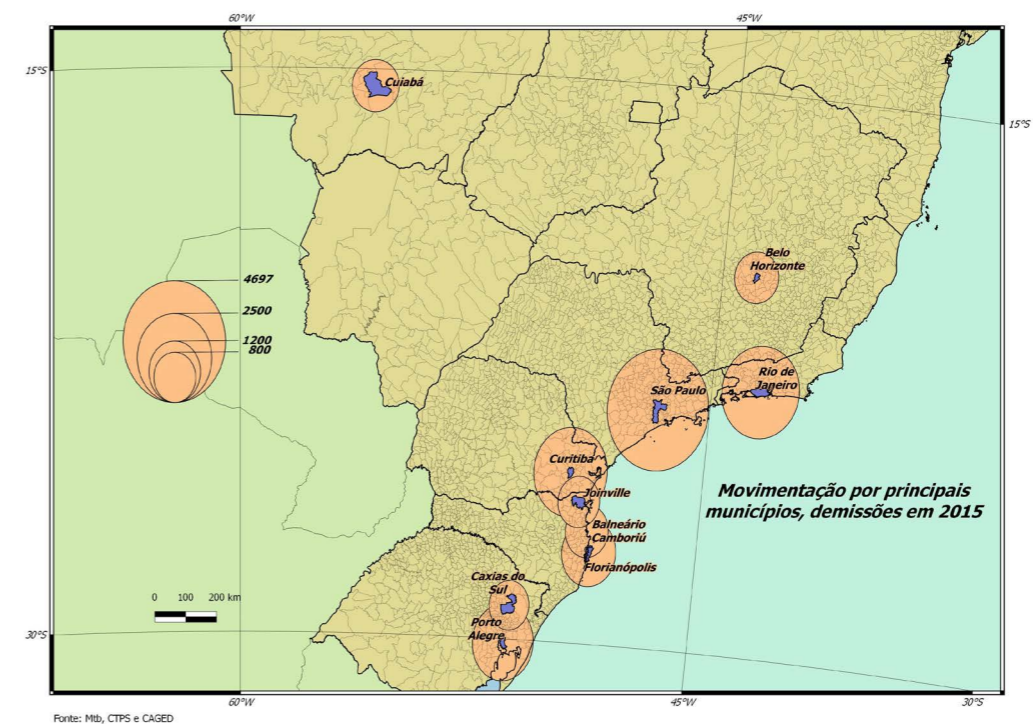 60°W
45°W
15°S
15°S
Cuiabá
Belo
Horizonte
4697
2500
1200
800
Rio de
Janeiro
São Paulo
Curitiba
Joinville
Movimentação por principais
municípios, demissões em 2015
Balneário
Camboriú
Florianópolis
Caxias do
Sul
0 100 200 km
Porto
Alegre
30°S
60°W
45°W
30°S
Fonte: Mtb, CTPS e CAGED